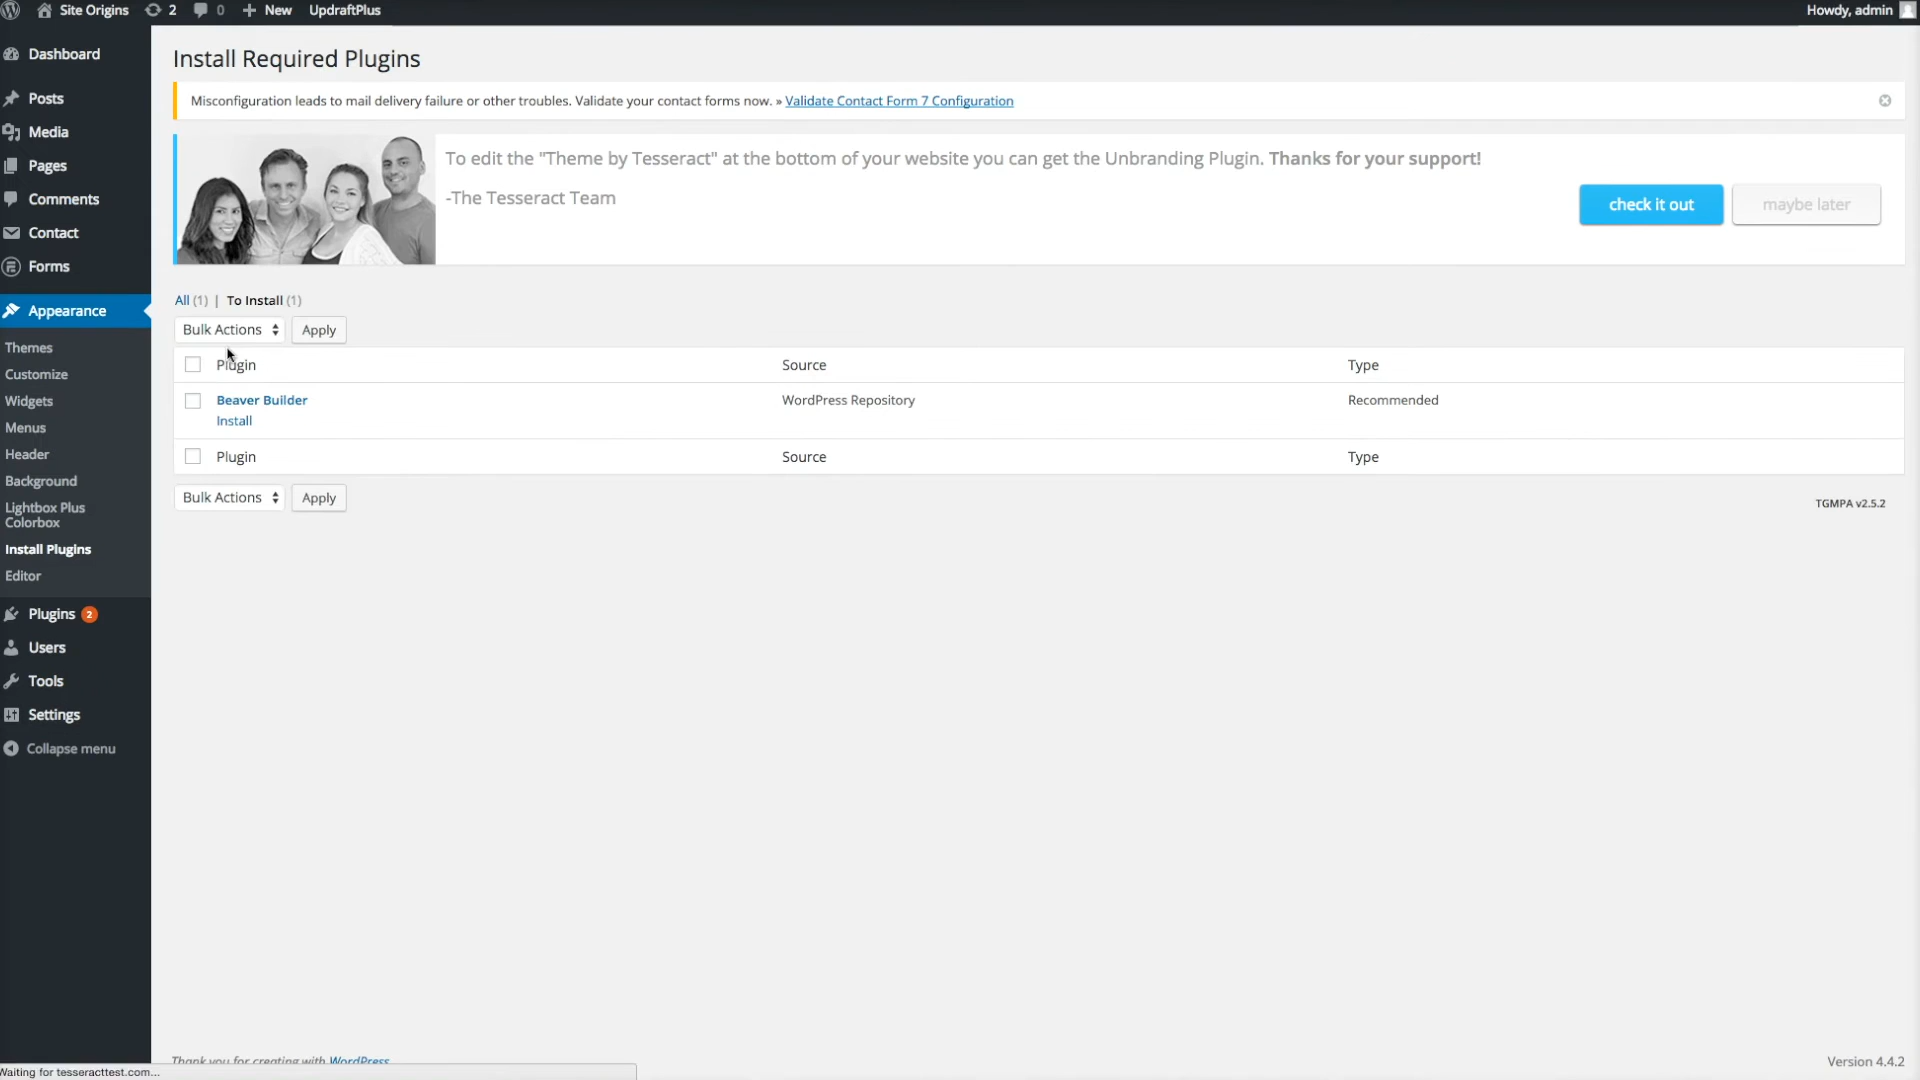 Site Origins 2 0 + New UpdraftPlus Howdy, admin
Dashboard
Posts
Media
Pages
Comments
Contact
Forms
Appearance
Themes
Customize
Widgets
Menus
Header
Background
Lightbox Plus
Colorbox
Install Plugins
Editor
Plugins 2
Users
Tools
Settings
Collapse menu
Install Required Plugins
Misconfiguration leads to mail delivery failure or other troubles. Validate your contact forms now. » Validate Contact Form 7 Configuration
To edit the "Theme by Tesseract" at the bottom of your website you can get the Unbranding Plugin. Thanks for your support!
-The Tesseract Team
check it out maybe later
All (1) | To Install (1)
Bulk Actions Apply
Plugin Source Type
Beaver Builder WordPress Repository Recommended
Install
Plugin Source Type
Bulk Actions Apply
TGMPA v2.5.2
Thank you for creating with WordPress
Version 4.4.2
Waiting for tesseracttest.com...